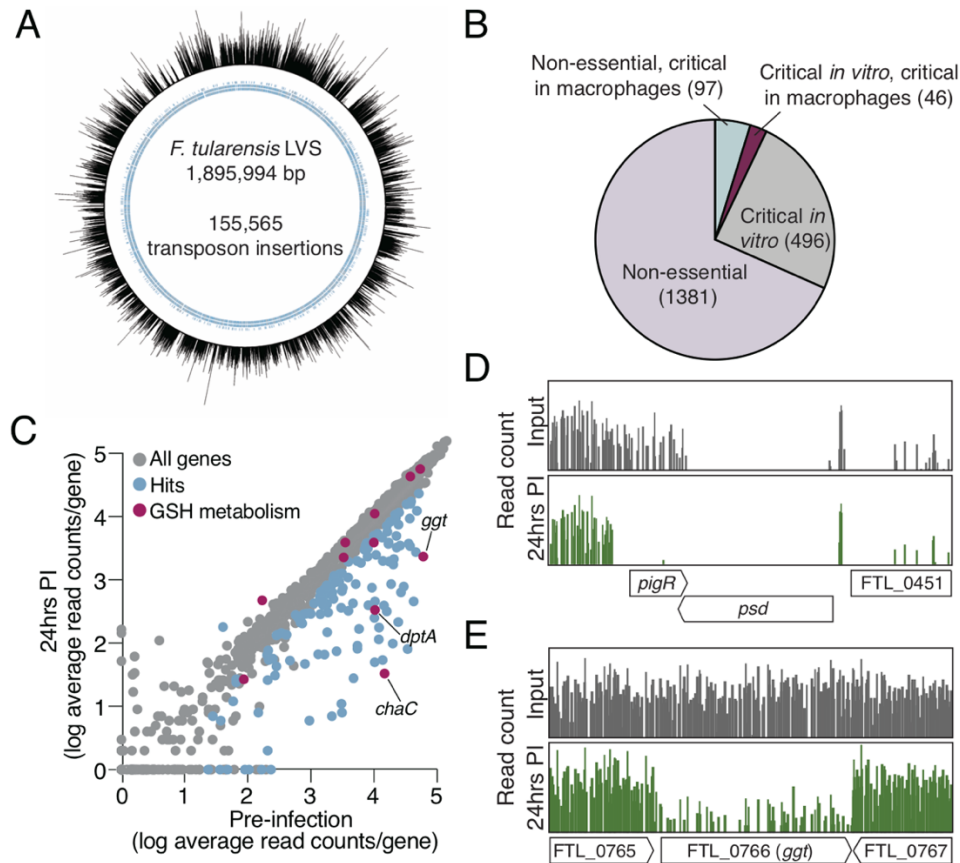 A
F. tularensis LVS
1,895,994 bp
155,565
transposon insertions
B
Non-essential, critical
in macrophages (97)
Critical in vitro, critical
in macrophages (46)
Critical in
vitro (496)
Non-essential
(1381)
C
All genes
Hits
GSH metabolism
24hrs PI
(log average read counts/gene)
5
4
3
2
1
0
ggt
dptA
chaC
0 1 2 3 4 5
Pre-infection
(log average read counts/gene)
D
Read count
Input
24hrs PI
pigR
psd
FTL_0451
E
Read count
Input
24hrs PI
FTL_0765
FTL_0766 (ggt)
FTL_0767